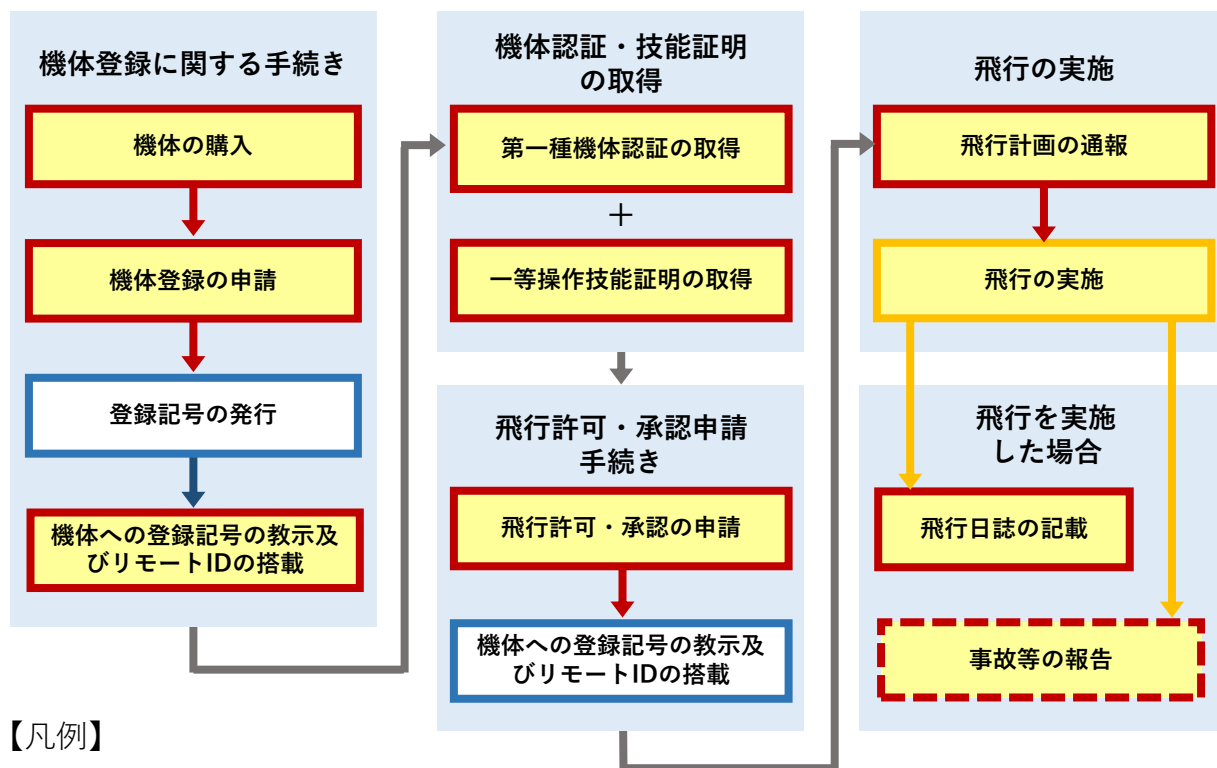 機体登録に関する手続き
機体の購入
機体登録の申請
登録記号の発行
機体への登録記号の教示及
びリモートIDの搭載
機体認証・技能証明
の取得
第一種機体認証の取得
＋
一等操作技能証明の取得
飛行許可・承認申請
手続き
飛行許可・承認の申請
機体への登録記号の教示及
びリモートIDの搭載
飛行の実施
飛行計画の通報
飛行の実施
飛行を実施
した場合
飛行日誌の記載
事故等の報告
【凡例】